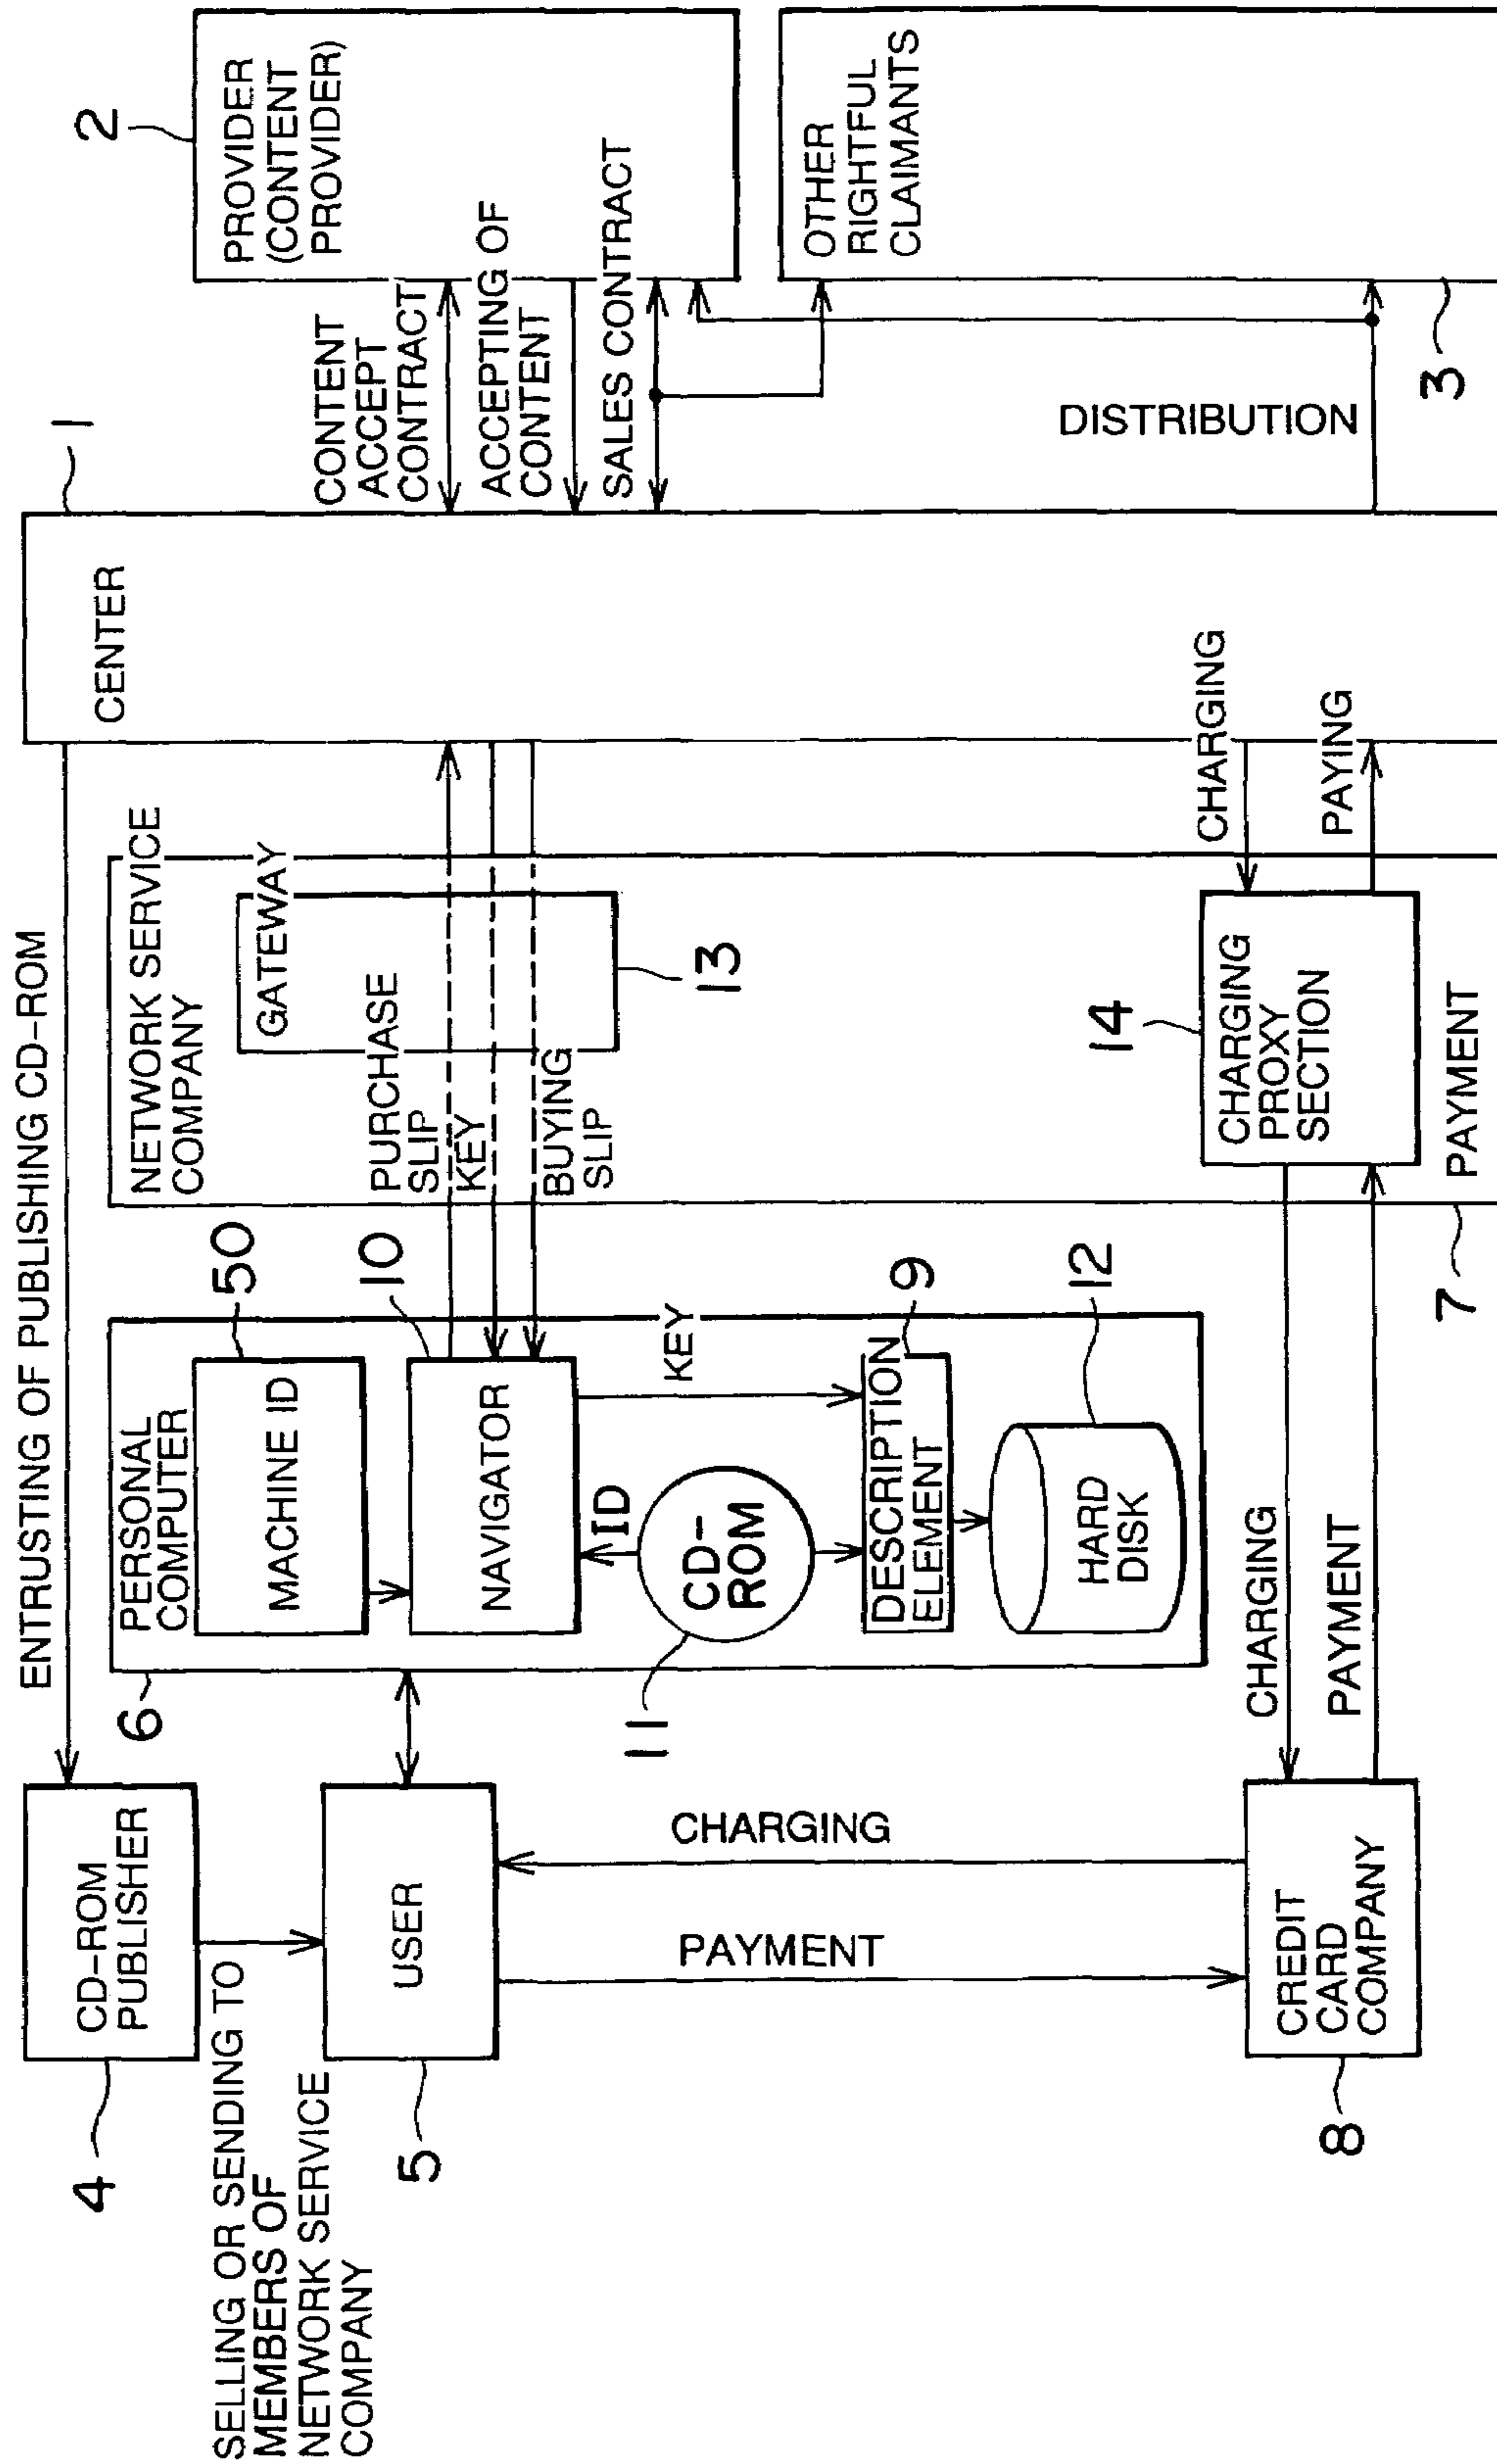 ENTRUSTING OF PUBLISHING CD-ROM
4
CD-ROM
PUBLISHER
SELLING OR SENDING TO
MEMBERS OF
NETWORK SERVICE
COMPANY
5
USER
CHARGING
PAYMENT
8
CREDIT
CARD
COMPANY
CHARGING
PAYMENT
6
PERSONAL
COMPUTER
50
MACHINE ID
10
NAVIGATOR
ID
KEY
11
CD-
ROM
9
DESCRIPTION
ELEMENT
12
HARD
DISK
7
NETWORK SERVICE
COMPANY
GATEWAY
13
PURCHASE
SLIP
KEY
BUYING
SLIP
14
CHARGING
PROXY
SECTION
PAYMENT
CHARGING
PAYING
1
CENTER
CONTENT
ACCEPT
CONTRACT
ACCEPTING OF
CONTENT
SALES CONTRACT
DISTRIBUTION
2
PROVIDER
(CONTENT
PROVIDER)
OTHER
RIGHTFUL
CLAIMANTS
3